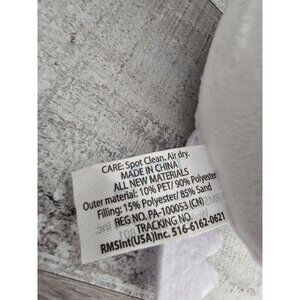 CARE: Spot Clean. Air dry.
MADE IN CHINA
ALL NEW MATERIALS
Outer material: 10% PET/ 90% Polyester
Filling: 15% Polyester/ 85% Sand
REG NO. PA-100053 (CN)
TRACKING NO.
RMSInt(USA)Inc. 516-6162-0621